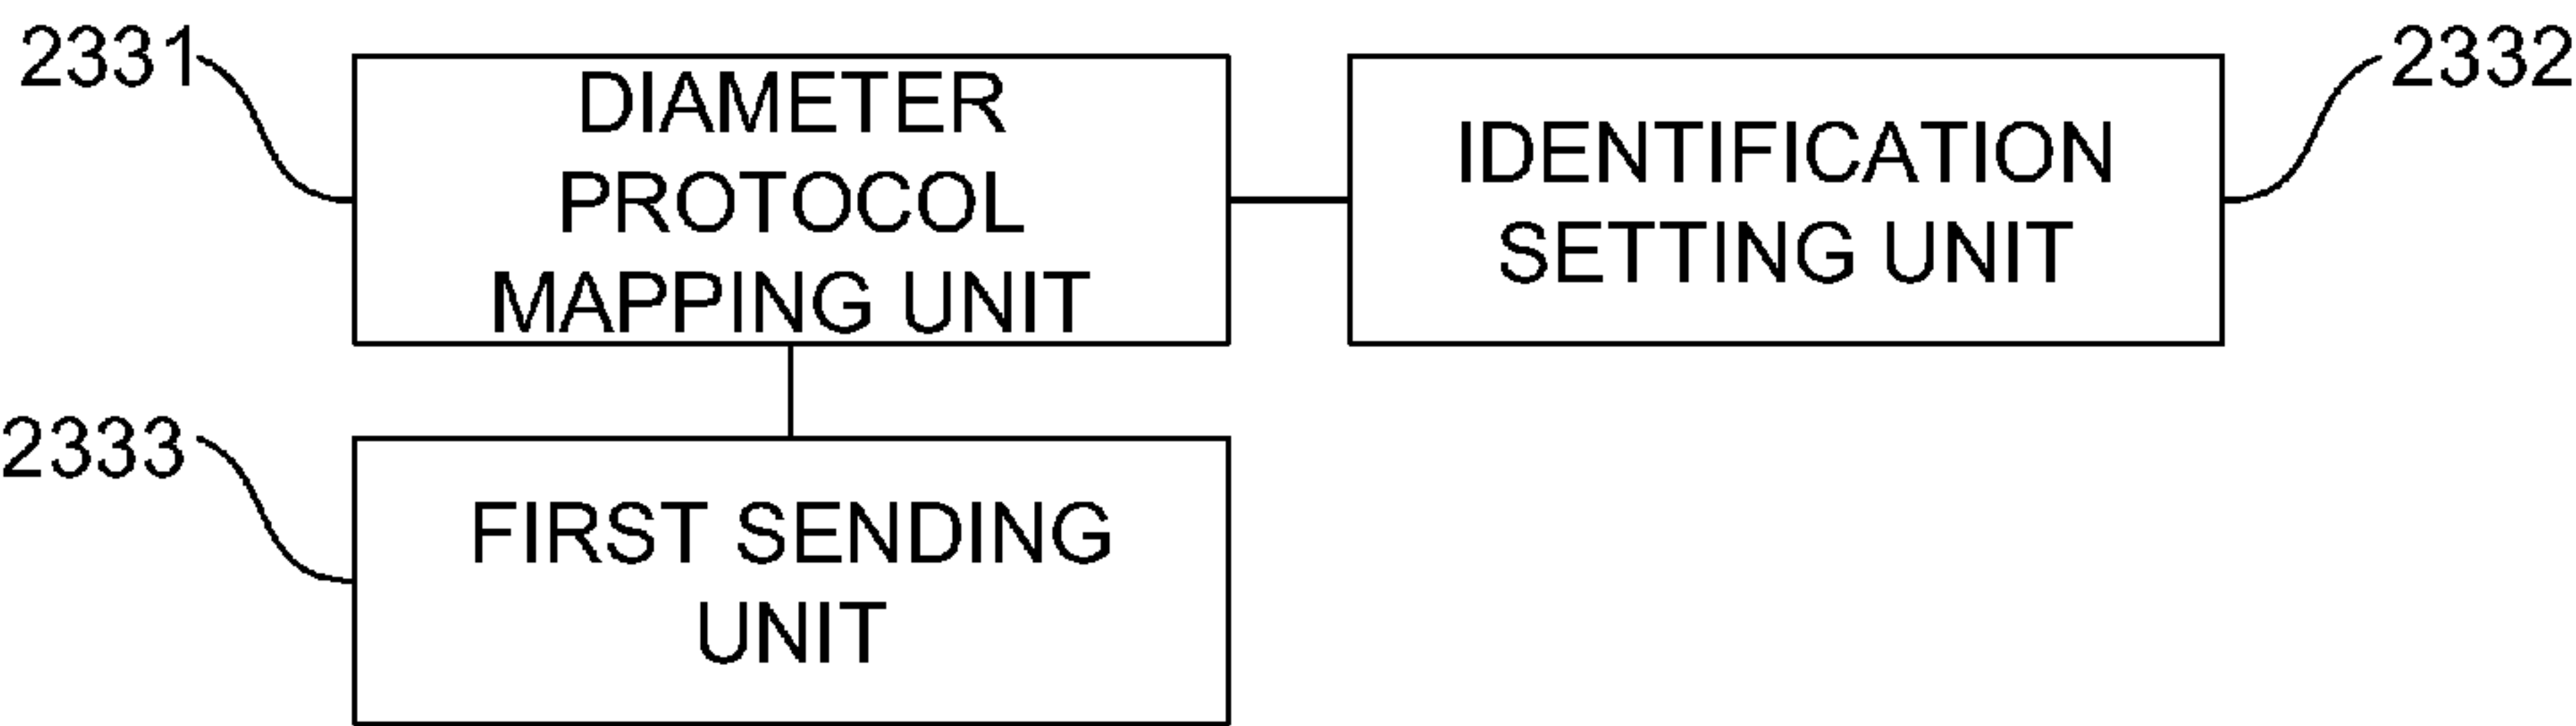 2331
DIAMETER
PROTOCOL
MAPPING UNIT
IDENTIFICATION
SETTING UNIT
2332
2333
FIRST SENDING
UNIT